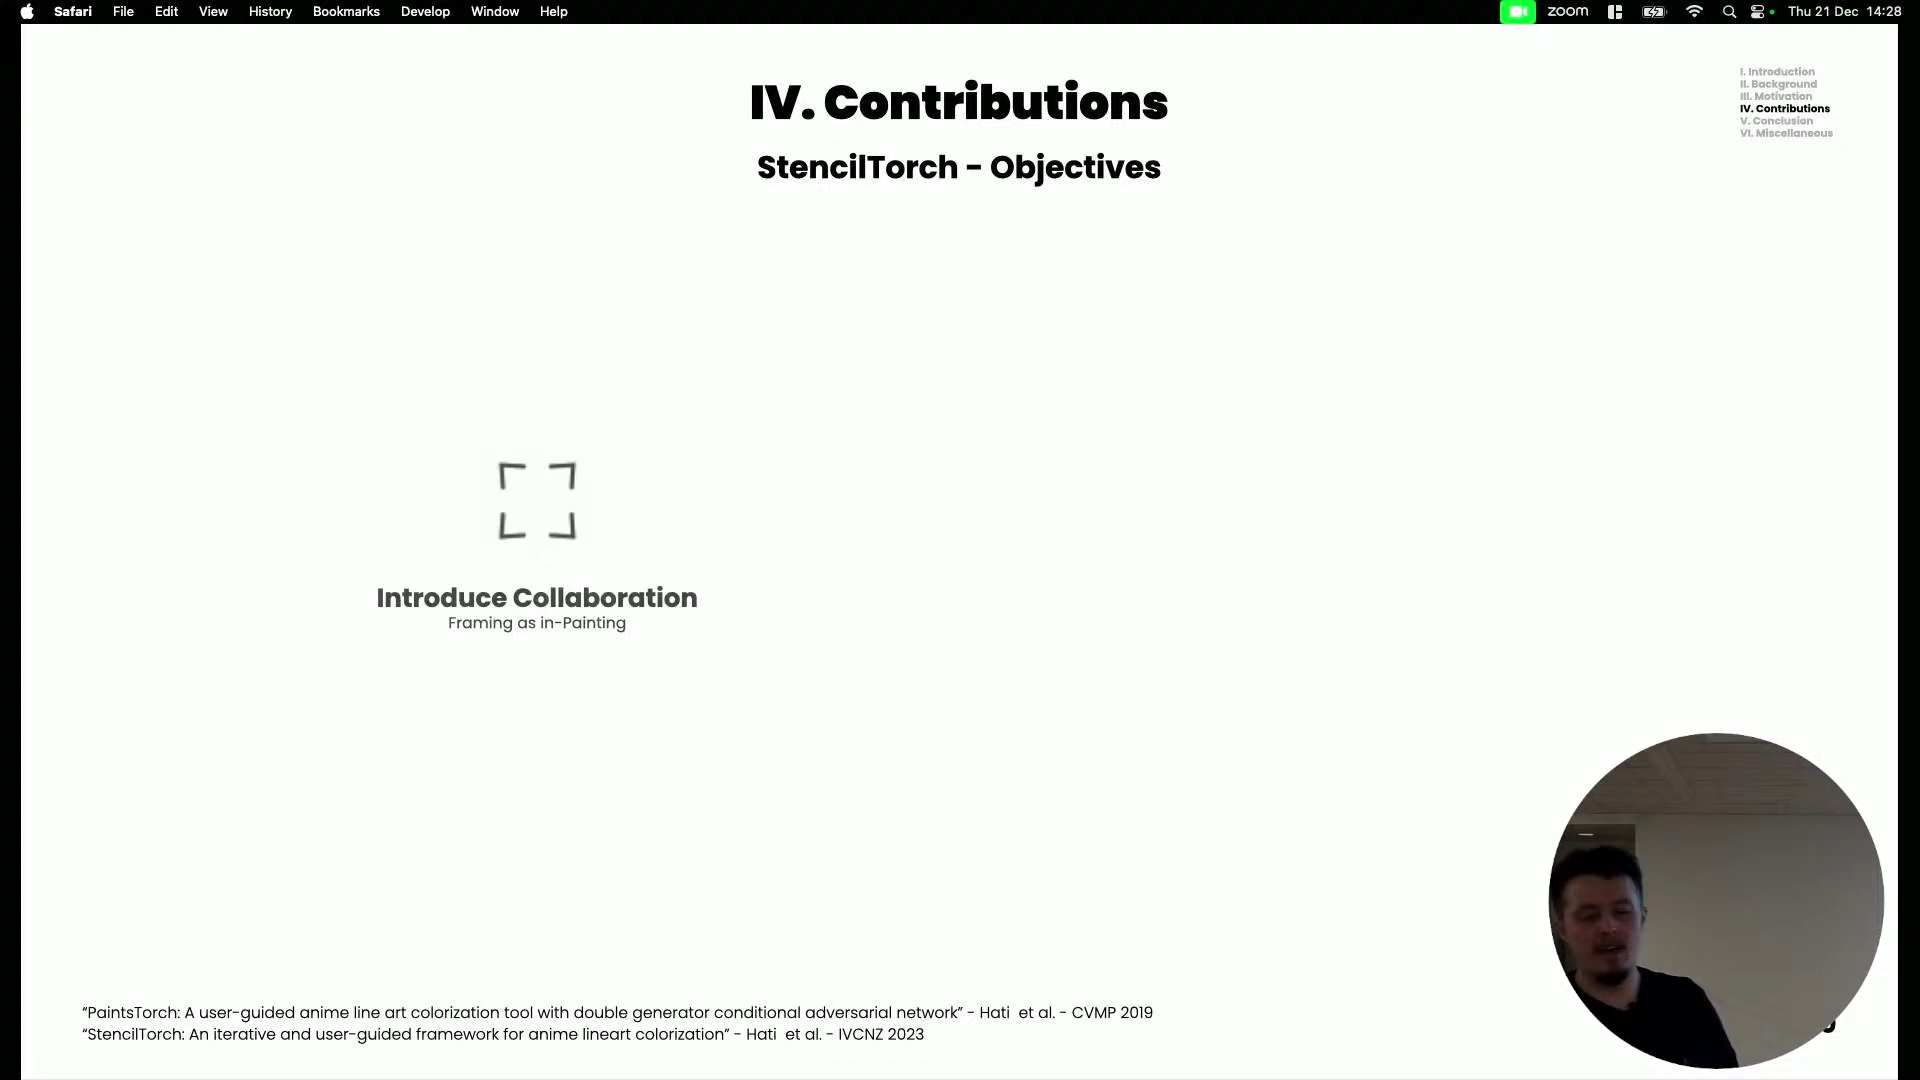 Safari File Edit View History Bookmarks Develop Window Help zoom Thu 21 Dec 14:28
IV. Contributions
StencilTorch - Objectives
I. Introduction
II. Background
III. Motivation
IV. Contributions
V. Conclusion
VI. Miscellaneous
Introduce Collaboration
Framing as in-Painting
“PaintsTorch: A user-guided anime line art colorization tool with double generator conditional adversarial network” - Hati et al. - CVMP 2019
“StencilTorch: An iterative and user-guided framework for anime lineart colorization” - Hati et al. - IVCNZ 2023